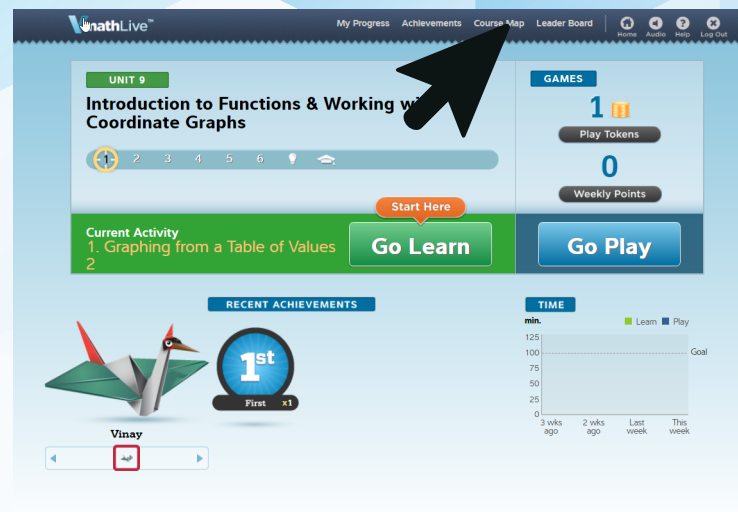 VmathLive™
My Progress Achievements Course Map Leader Board
Home Audio Help Log Out
UNIT 9
Introduction to Functions & Working
Coordinate Graphs
1 2 3 4 5 6
Start Here
Current Activity
1. Graphing from a Table of Values
2
Go Learn
GAMES
1
Play Tokens
0
Weekly Points
Go Play
RECENT ACHIEVEMENTS
1st
First x1
Vinay
TIME
min.
Learn Play
125
100
Goal
75
50
25
0
3 wks ago
2 wks ago
Last week
This week